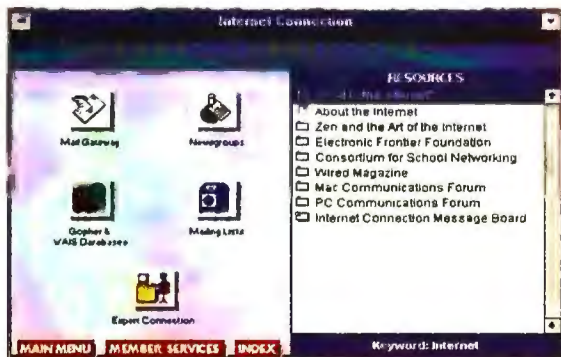 Internet Connection
Mail Gateway
Newsgroups
Gopher &
WAIS Databases
Mailing Lists
Expert Connection
MAIN MENU
MEMBER SERVICES
INDEX
RESOURCES
About the Internet
Zen and the Art of the Internet
Electronic Frontier Foundation
Consortium for School Networking
Wired Magazine
Mac Communications Forum
PC Communications Forum
Internet Connection Message Board
Keyword: Internet